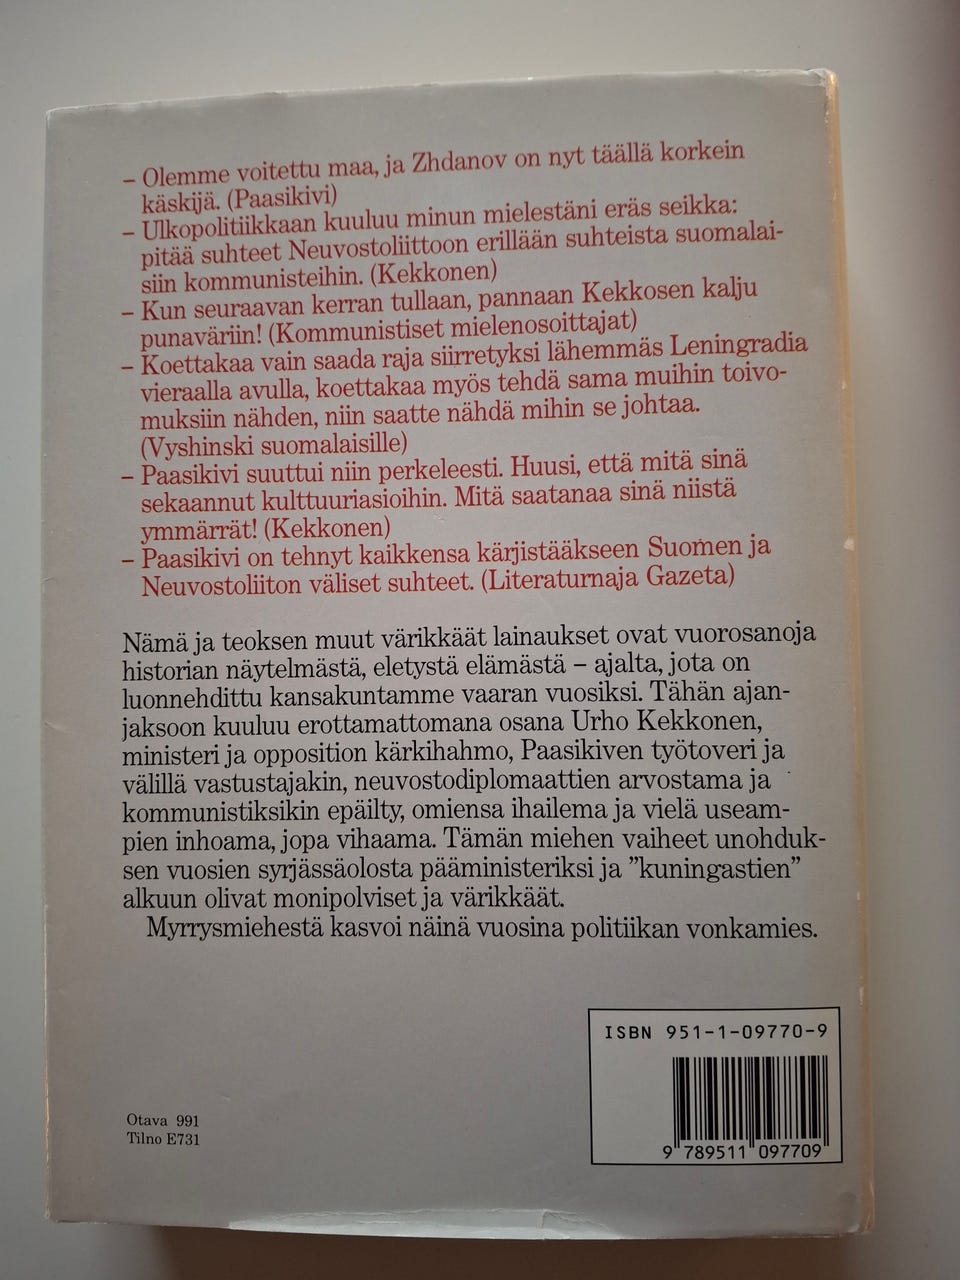 – Olemme voitettu maa, ja Zhdanov on nyt täällä korkein
käskijä. (Paasikivi)
– Ulkopolitiikkaan kuuluu minun mielestäni eräs seikka:
pitää suhteet Neuvostoliittoon erillään suhteista suomalai-
siin kommunisteihin. (Kekkonen)
– Kun seuraavan kerran tullaan, pannaan Kekkosen kalju
punaväriin! (Kommunistiset mielenosoittajat)
– Koettakaa vain saada raja siirretyksi lähemmäs Leningradia
vieraalla avulla, koettakaa myös tehdä sama muihin toivo-
muksiin nähden, niin saatte nähdä mihin se johtaa.
(Vyshinski suomalaisille)
– Paasikivi suuttui niin perkeleesti. Huusi, että mitä sinä
sekaannut kulttuuriasioihin. Mitä saatanaa sinä niistä
ymmärrät! (Kekkonen)
– Paasikivi on tehnyt kaikkensa kärjistääkseen Suomen ja
Neuvostoliiton väliset suhteet. (Literaturnaja Gazeta)
Nämä ja teoksen muut värikkäät lainaukset ovat vuorosanoja
historian näytelmästä, eletystä elämästä – ajalta, jota on
luonnehdittu kansakuntamme vaaran vuosiksi. Tähän ajan-
jaksoon kuuluu erottamattomana osana Urho Kekkonen,
ministeri ja opposition kärkihahmo, Paasikiven työtoveri ja
välillä vastustajakin, neuvostodiplomaattien arvostama ja
kommunistiksikin epäilty, omiensa ihailema ja vielä useam-
pien inhoama, jopa vihaama. Tämän miehen vaiheet unohduk-
sen vuosien syrjässäolosta pääministeriksi ja ”kuningastien”
alkuun olivat monipolviset ja värikkäät.
Myrrysmiehestä kasvoi näinä vuosina politiikan vonkamies.
ISBN 951-1-09770-9
9 789511 097709
Otava 991
Tilno E731